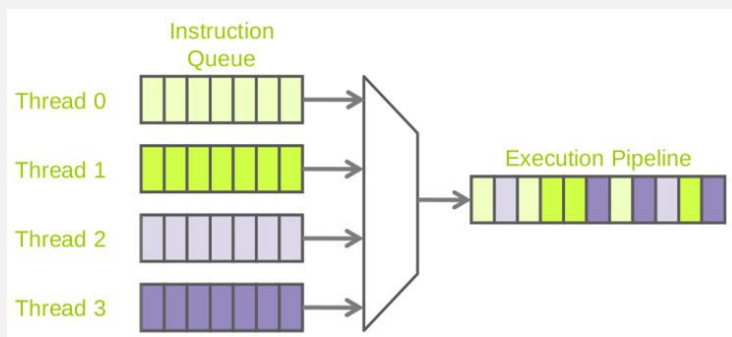 Instruction
Queue
Thread 0
Thread 1
Execution Pipeline
Thread 2
Thread 3